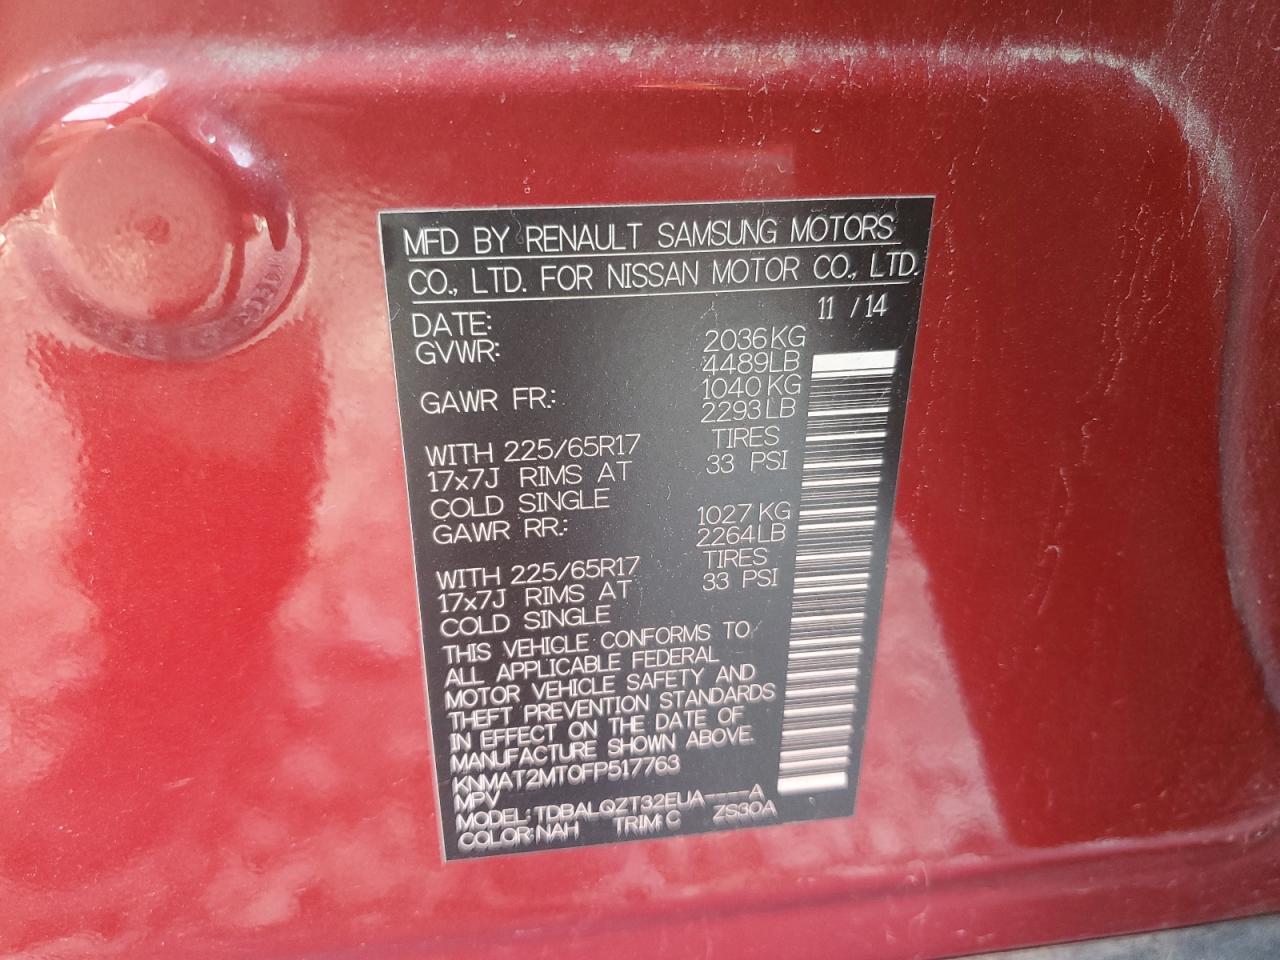 MFD BY RENAULT SAMSUNG MOTORS
CO., LTD. FOR NISSAN MOTOR CO., LTD.
DATE: 11 / 14
GVWR: 2036 KG
4489 LB
GAWR FR.: 1040 KG
2293 LB
WITH 225/65R17 TIRES
17x7J RIMS AT 33 PSI
COLD SINGLE
GAWR RR.: 1027 KG
2264 LB
WITH 225/65R17 TIRES
17x7J RIMS AT 33 PSI
COLD SINGLE
THIS VEHICLE CONFORMS TO
ALL APPLICABLE FEDERAL
MOTOR VEHICLE SAFETY AND
THEFT PREVENTION STANDARDS
IN EFFECT ON THE DATE OF
MANUFACTURE SHOWN ABOVE.
KNMAT2MT0FP517763
MPV
MODEL: TDBALQZT32EUA----A
COLOR: NAH TRIM: C ZS30A